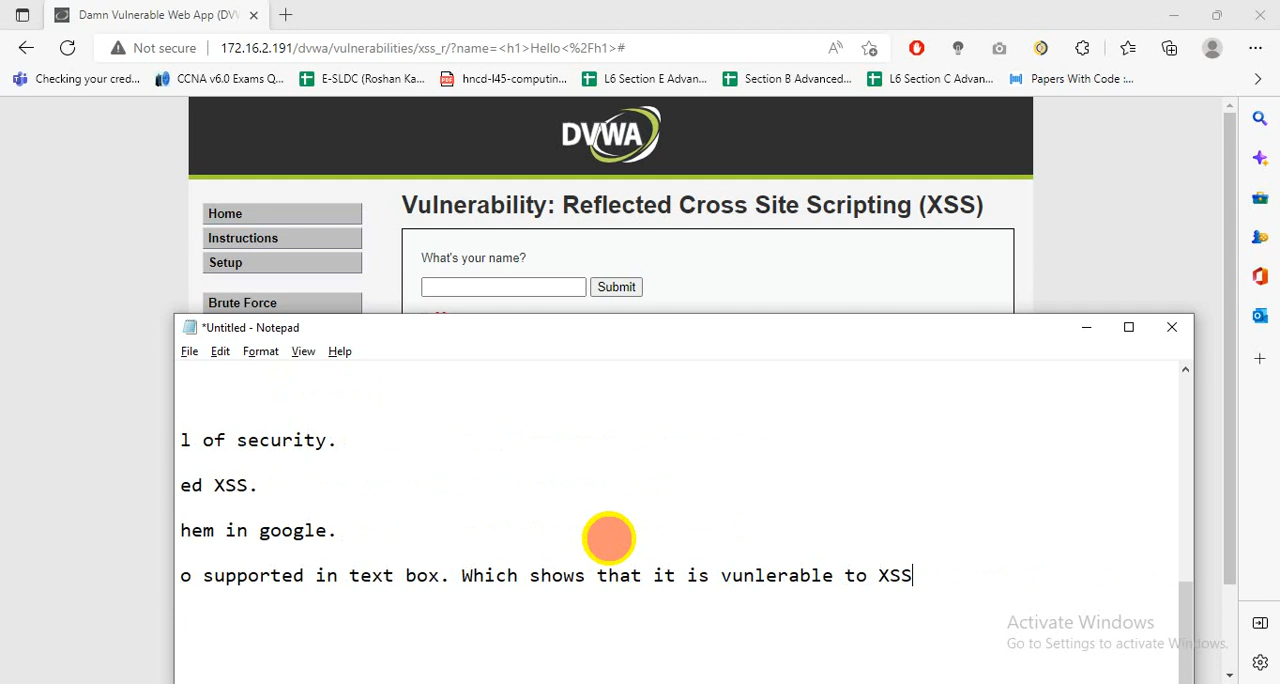 Damn Vulnerable Web App (DV
Not secure
172.16.2.191/dvwa/vulnerabilities/xss_r/?name=<h1>Hello<%2Fh1>#
Checking your cred...
CCNA v6.0 Exams Q...
E-SLDC (Roshan Ka...
hncd-l45-computin...
L6 Section E Advan...
Section B Advanced...
L6 Section C Advan...
Papers With Code :...
DVWA
Vulnerability: Reflected Cross Site Scripting (XSS)
Home
Instructions
Setup
Brute Force
What's your name?
Submit
*Untitled - Notepad
File Edit Format View Help
l of security.
ed XSS.
hem in google.
o supported in text box. Which shows that it is vunlerable to XSS
Activate Windows
Go to Settings to activate Windows.